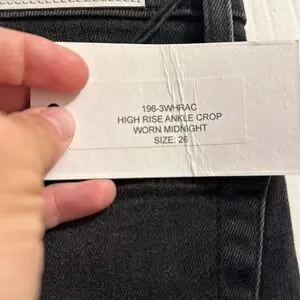 196-3WHRAC
HIGH RISE ANKLE CROP
WORN MIDNIGHT
SIZE: 26